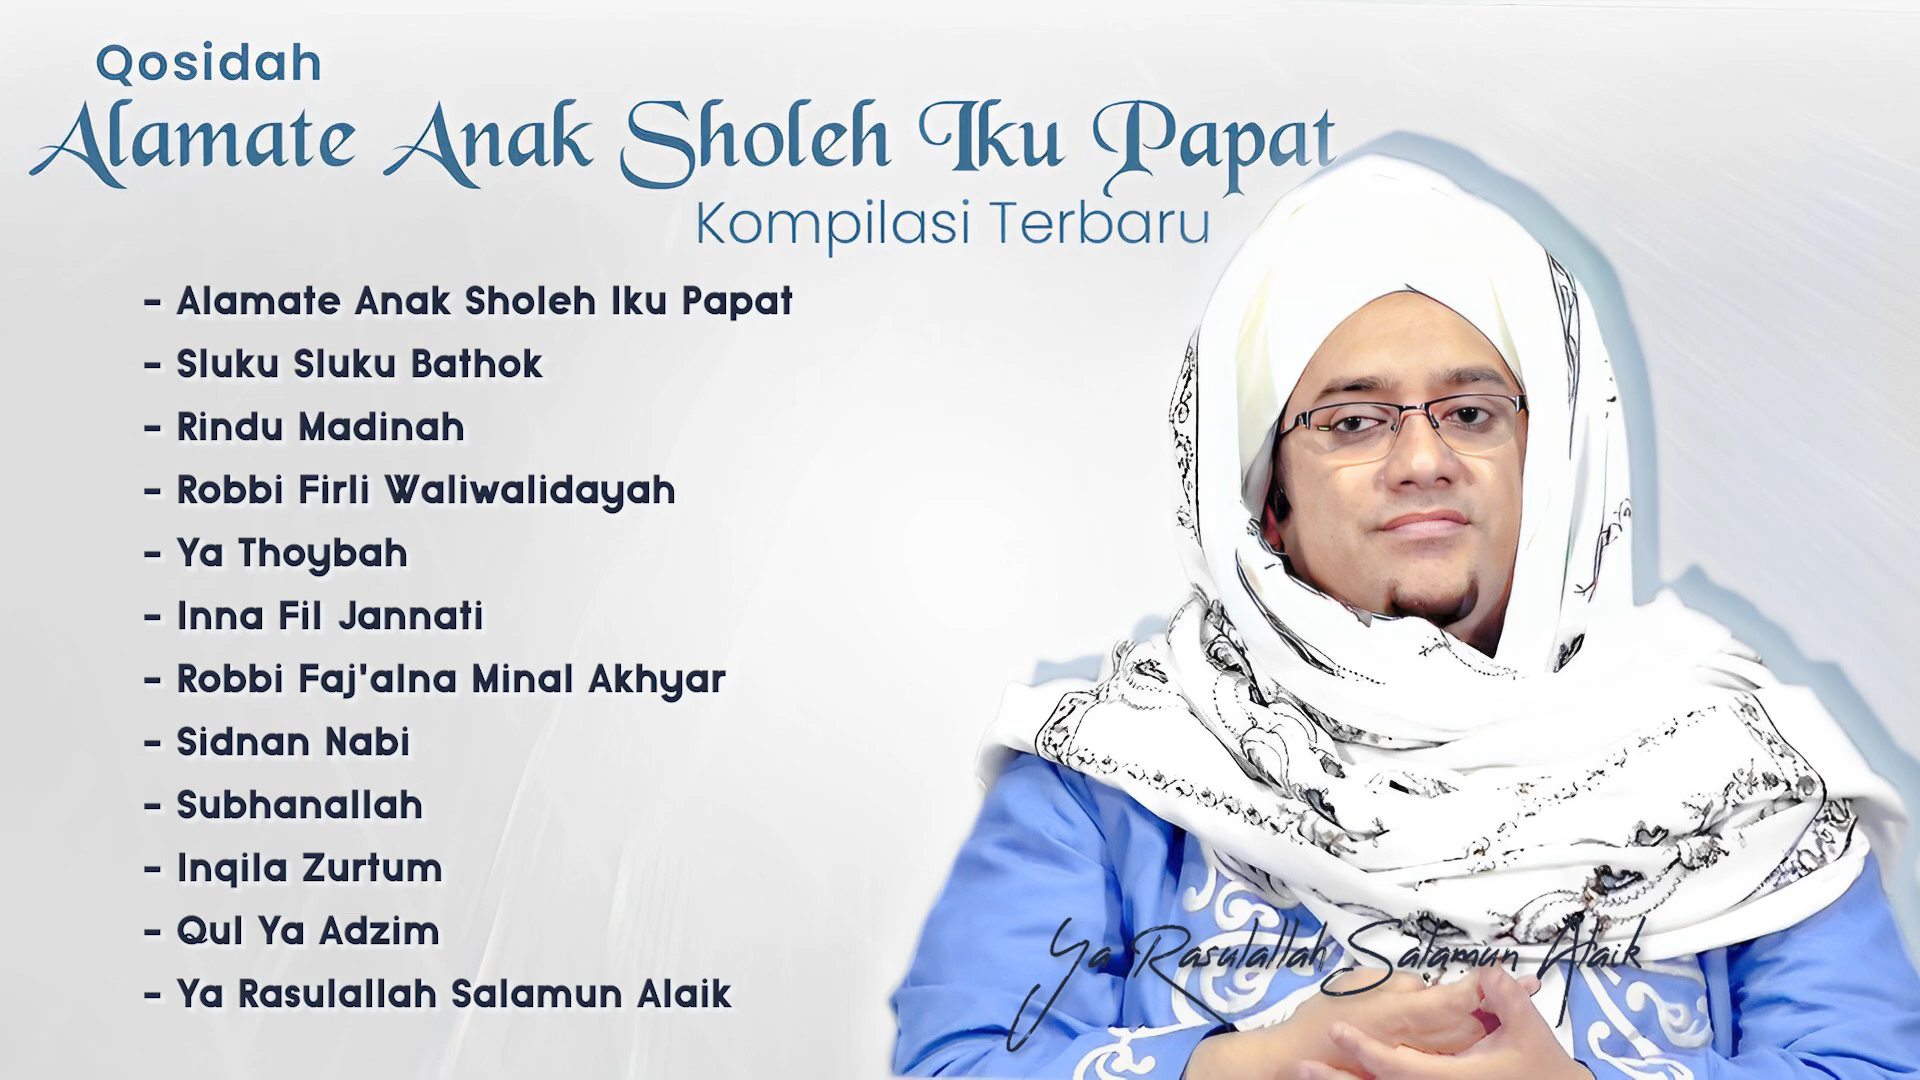 Qosidah
Alamate Anak Sholeh Iku Papat
Kompilasi Terbaru
- Alamate Anak Sholeh Iku Papat
- Sluku Sluku Bathok
- Rindu Madinah
- Robbi Firli Waliwalidayah
- Ya Thoybah
- Inna Fil Jannati
- Robbi Faj'alna Minal Akhyar
- Sidnan Nabi
- Subhanallah
- Inqila Zurtum
- Qul Ya Adzim
- Ya Rasulallah Salamun Alaik
Ya Rasulallah Salamun Alaik